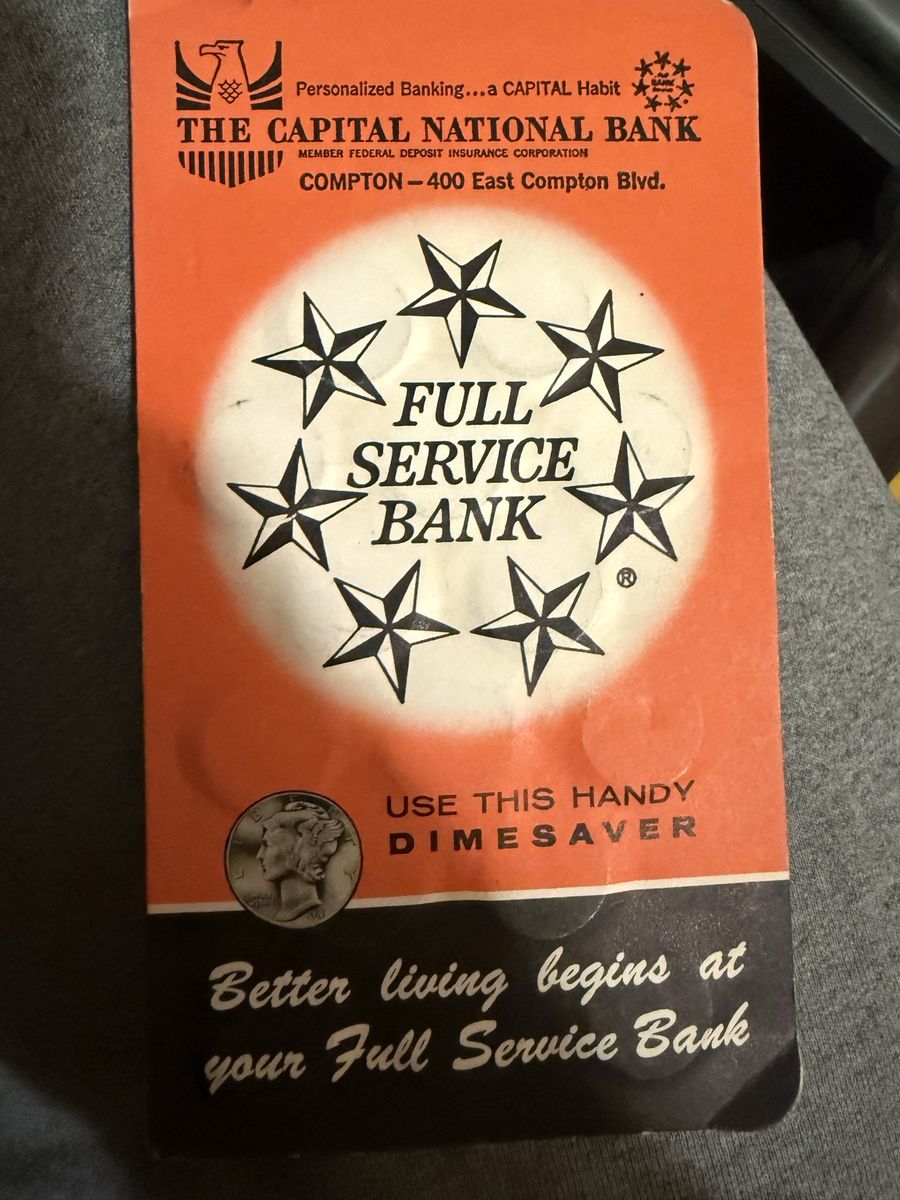 Personalized Banking...a CAPITAL Habit
THE CAPITAL NATIONAL BANK
MEMBER FEDERAL DEPOSIT INSURANCE CORPORATION
COMPTON — 400 East Compton Blvd.
FULL
SERVICE
BANK
®
USE THIS HANDY
DIMESAVER
Better living begins at
your Full Service Bank